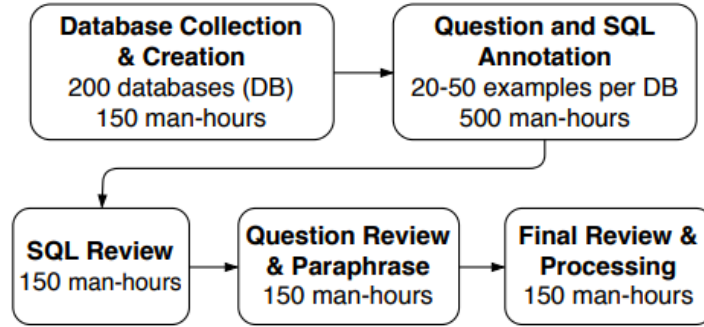 Database Collection
& Creation
200 databases (DB)
150 man-hours
Question and SQL
Annotation
20-50 examples per DB
500 man-hours
SQL Review
150 man-hours
Question Review
& Paraphrase
150 man-hours
Final Review &
Processing
150 man-hours